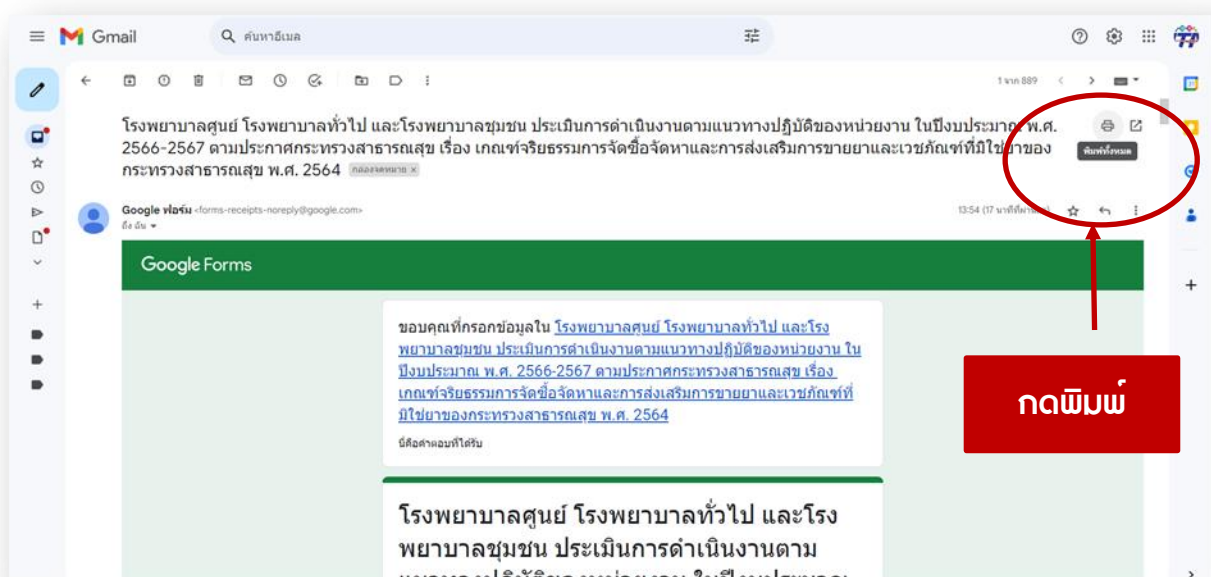 Gmail
ค้นหาอีเมล
1 จาก 889
โรงพยาบาลศูนย์ โรงพยาบาลทั่วไป และโรงพยาบาลชุมชน ประเมินการดำเนินงานตามแนวทางปฏิบัติของหน่วยงาน ในปีงบประมาณ พ.ศ.
2566-2567 ตามประกาศกระทรวงสาธารณสุข เรื่อง เกณฑ์จริยธรรมการจัดซื้อจัดหาและการส่งเสริมการขายยาและเวชภัณฑ์ที่มิใช่ยาของ
กระทรวงสาธารณสุข พ.ศ. 2564 กล่องจดหมาย ×
พิมพ์ทั้งหมด
Google ฟอร์ม <forms-receipts-noreply@google.com>
13:54 (17 นาทีที่ผ่านมา)
ถึง ฉัน
Google Forms
ขอบคุณที่กรอกข้อมูลใน โรงพยาบาลศูนย์ โรงพยาบาลทั่วไป และโรง
พยาบาลชุมชน ประเมินการดำเนินงานตามแนวทางปฏิบัติของหน่วยงาน ใน
ปีงบประมาณ พ.ศ. 2566-2567 ตามประกาศกระทรวงสาธารณสุข เรื่อง
เกณฑ์จริยธรรมการจัดซื้อจัดหาและการส่งเสริมการขายยาและเวชภัณฑ์ที่
มิใช่ยาของกระทรวงสาธารณสุข พ.ศ. 2564
นี่คือคำตอบที่ได้รับ
กดพิมพ์
โรงพยาบาลศูนย์ โรงพยาบาลทั่วไป และโรง
พยาบาลชุมชน ประเมินการดำเนินงานตาม